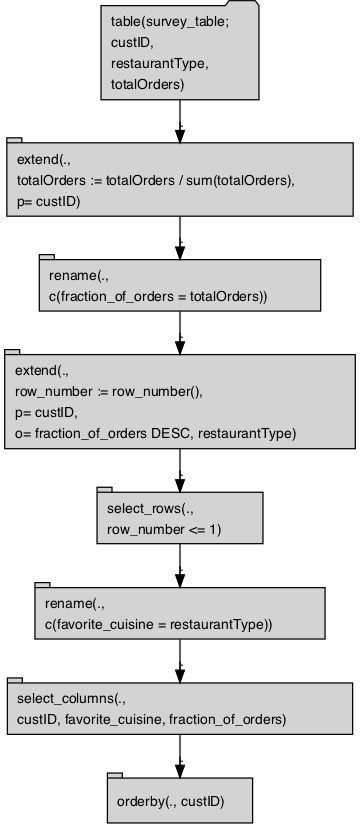 table(survey_table;
custID,
restaurantType,
totalOrders)
extend(.,
totalOrders := totalOrders / sum(totalOrders),
p= custID)
rename(.,
c(fraction_of_orders = totalOrders))
extend(.,
row_number := row_number(),
p= custID,
o= fraction_of_orders DESC, restaurantType)
select_rows(.,
row_number <= 1)
rename(.,
c(favorite_cuisine = restaurantType))
select_columns(.,
custID, favorite_cuisine, fraction_of_orders)
orderby(., custID)